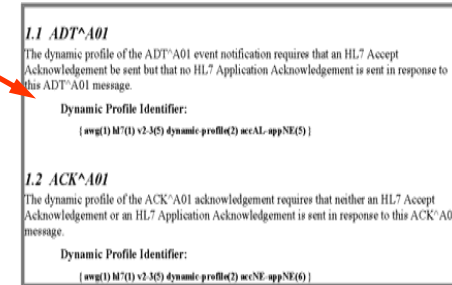 1.1 ADT^A01
The dynamic profile of the ADT^A01 event notification requires that an HL7 Accept
Acknowledgement be sent but that no HL7 Application Acknowledgement is sent in response to
this ADT^A01 message.
Dynamic Profile Identifier:
{ awg(1) hl7(1) v2-3(5) dynamic-profile(2) accAL-appNE(5) }
1.2 ACK^A01
The dynamic profile of the ACK^A01 acknowledgement requires that neither an HL7 Accept
Acknowledgement or an HL7 Application Acknowledgement is sent in response to this ACK^A0
message.
Dynamic Profile Identifier:
{ awg(1) hl7(1) v2-3(5) dynamic-profile(2) accNE-appNE(6) }